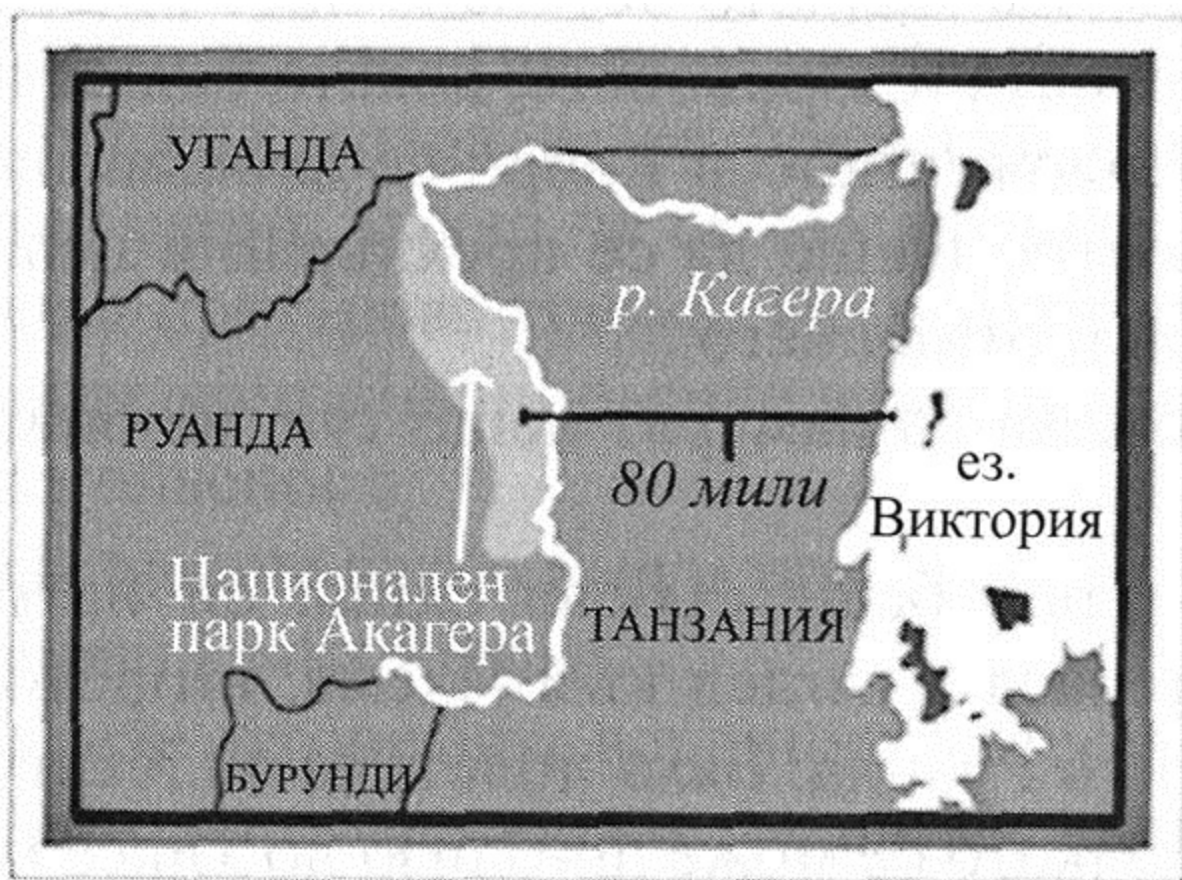 УГАНДА
р. Кагера
РУАНДА
80 мили
ез.
Виктория
Национален
парк Акагера
ТАНЗАНИЯ
БУРУНДИ